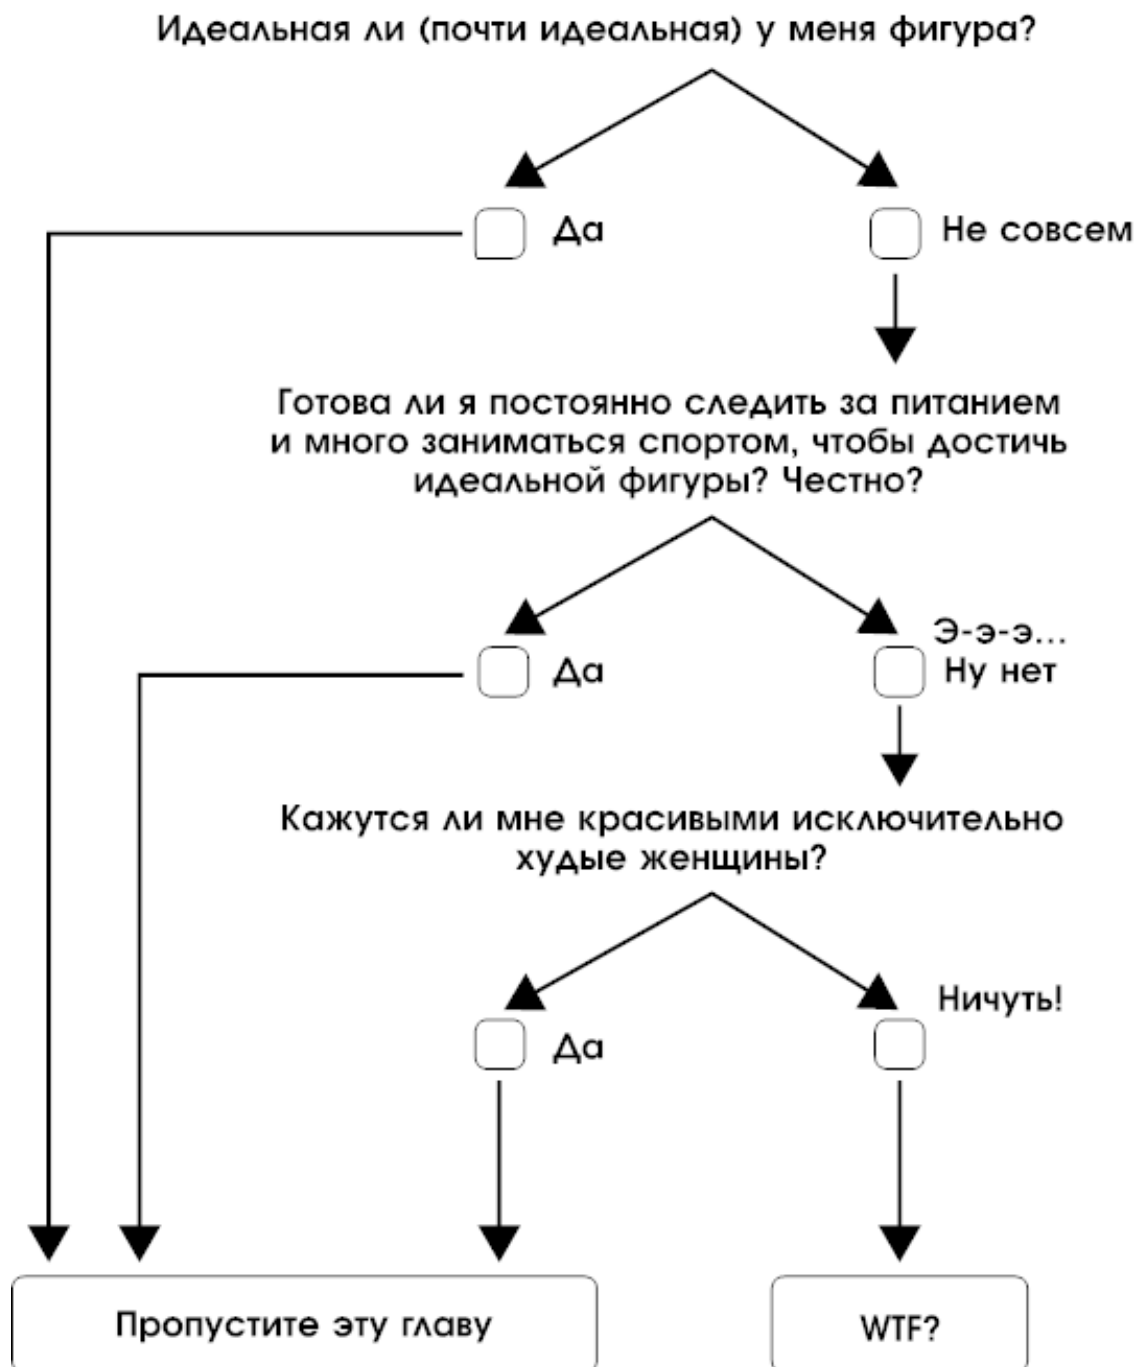 Идеальная ли (почти идеальная) у меня фигура?
Да
Не совсем
Готова ли я постоянно следить за питанием
и много заниматься спортом, чтобы достичь
идеальной фигуры? Честно?
Да
Э-э-э...
Ну нет
Кажутся ли мне красивыми исключительно
худые женщины?
Да
Ничуть!
Пропустите эту главу
WTF?